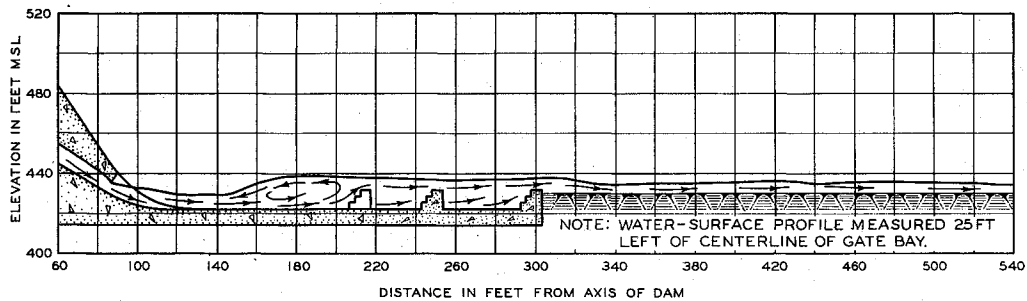 520
480
440
400
ELEVATION IN FEET MSL
60 100 140 180 220 260 300 340 380 420 460 500 540
NOTE: WATER-SURFACE PROFILE MEASURED 25 FT
LEFT OF CENTERLINE OF GATE BAY.
DISTANCE IN FEET FROM AXIS OF DAM